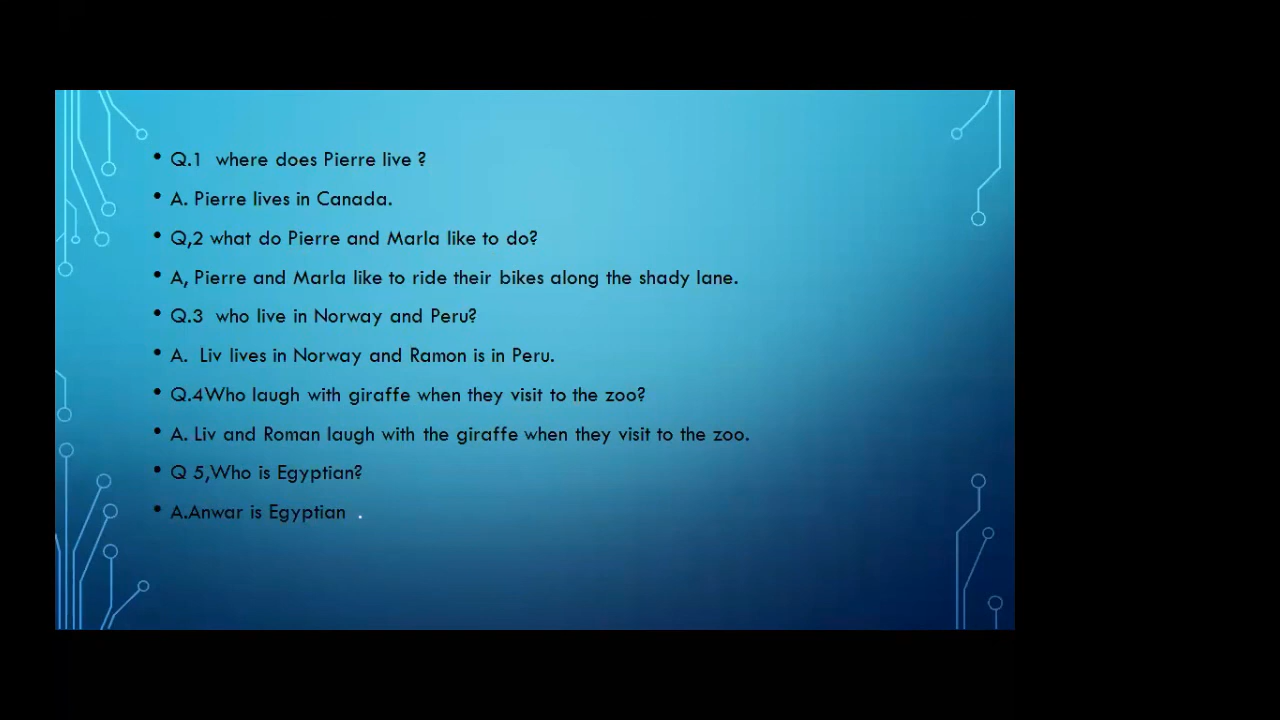 • Q.1 where does Pierre live ?
• A. Pierre lives in Canada.
• Q,2 what do Pierre and Marla like to do?
• A, Pierre and Marla like to ride their bikes along the shady lane.
• Q.3 who live in Norway and Peru?
• A. Liv lives in Norway and Ramon is in Peru.
• Q.4Who laugh with giraffe when they visit to the zoo?
• A. Liv and Roman laugh with the giraffe when they visit to the zoo.
• Q 5,Who is Egyptian?
• A.Anwar is Egyptian .